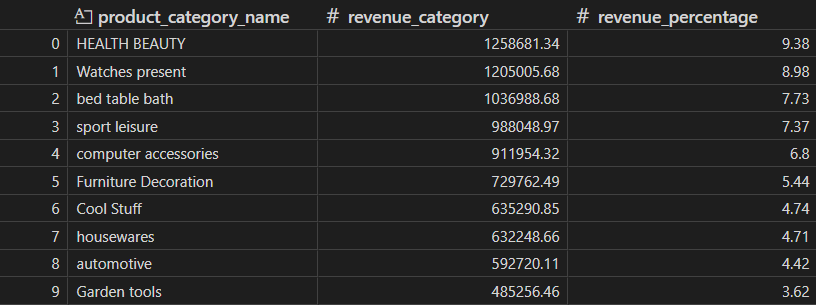 product_category_name # revenue_category # revenue_percentage
0 HEALTH BEAUTY 1258681.34 9.38
1 Watches present 1205005.68 8.98
2 bed table bath 1036988.68 7.73
3 sport leisure 988048.97 7.37
4 computer accessories 911954.32 6.8
5 Furniture Decoration 729762.49 5.44
6 Cool Stuff 635290.85 4.74
7 housewares 632248.66 4.71
8 automotive 592720.11 4.42
9 Garden tools 485256.46 3.62